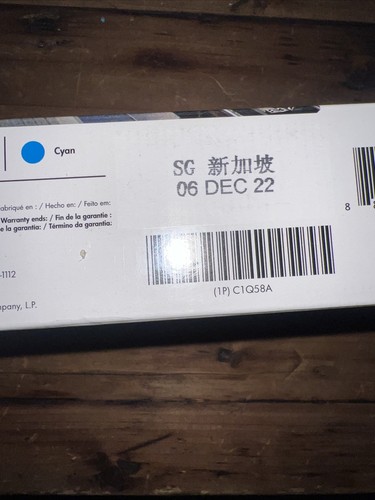 Cyan
SG 新加坡
06 DEC 22
abriqué en : / Hecho en: / Feito em:
Warranty ends: / Fin de la garantie :
e la garantía: / Término da garantia:
-1112
(1P) C1Q58A
pany, L.P.
8